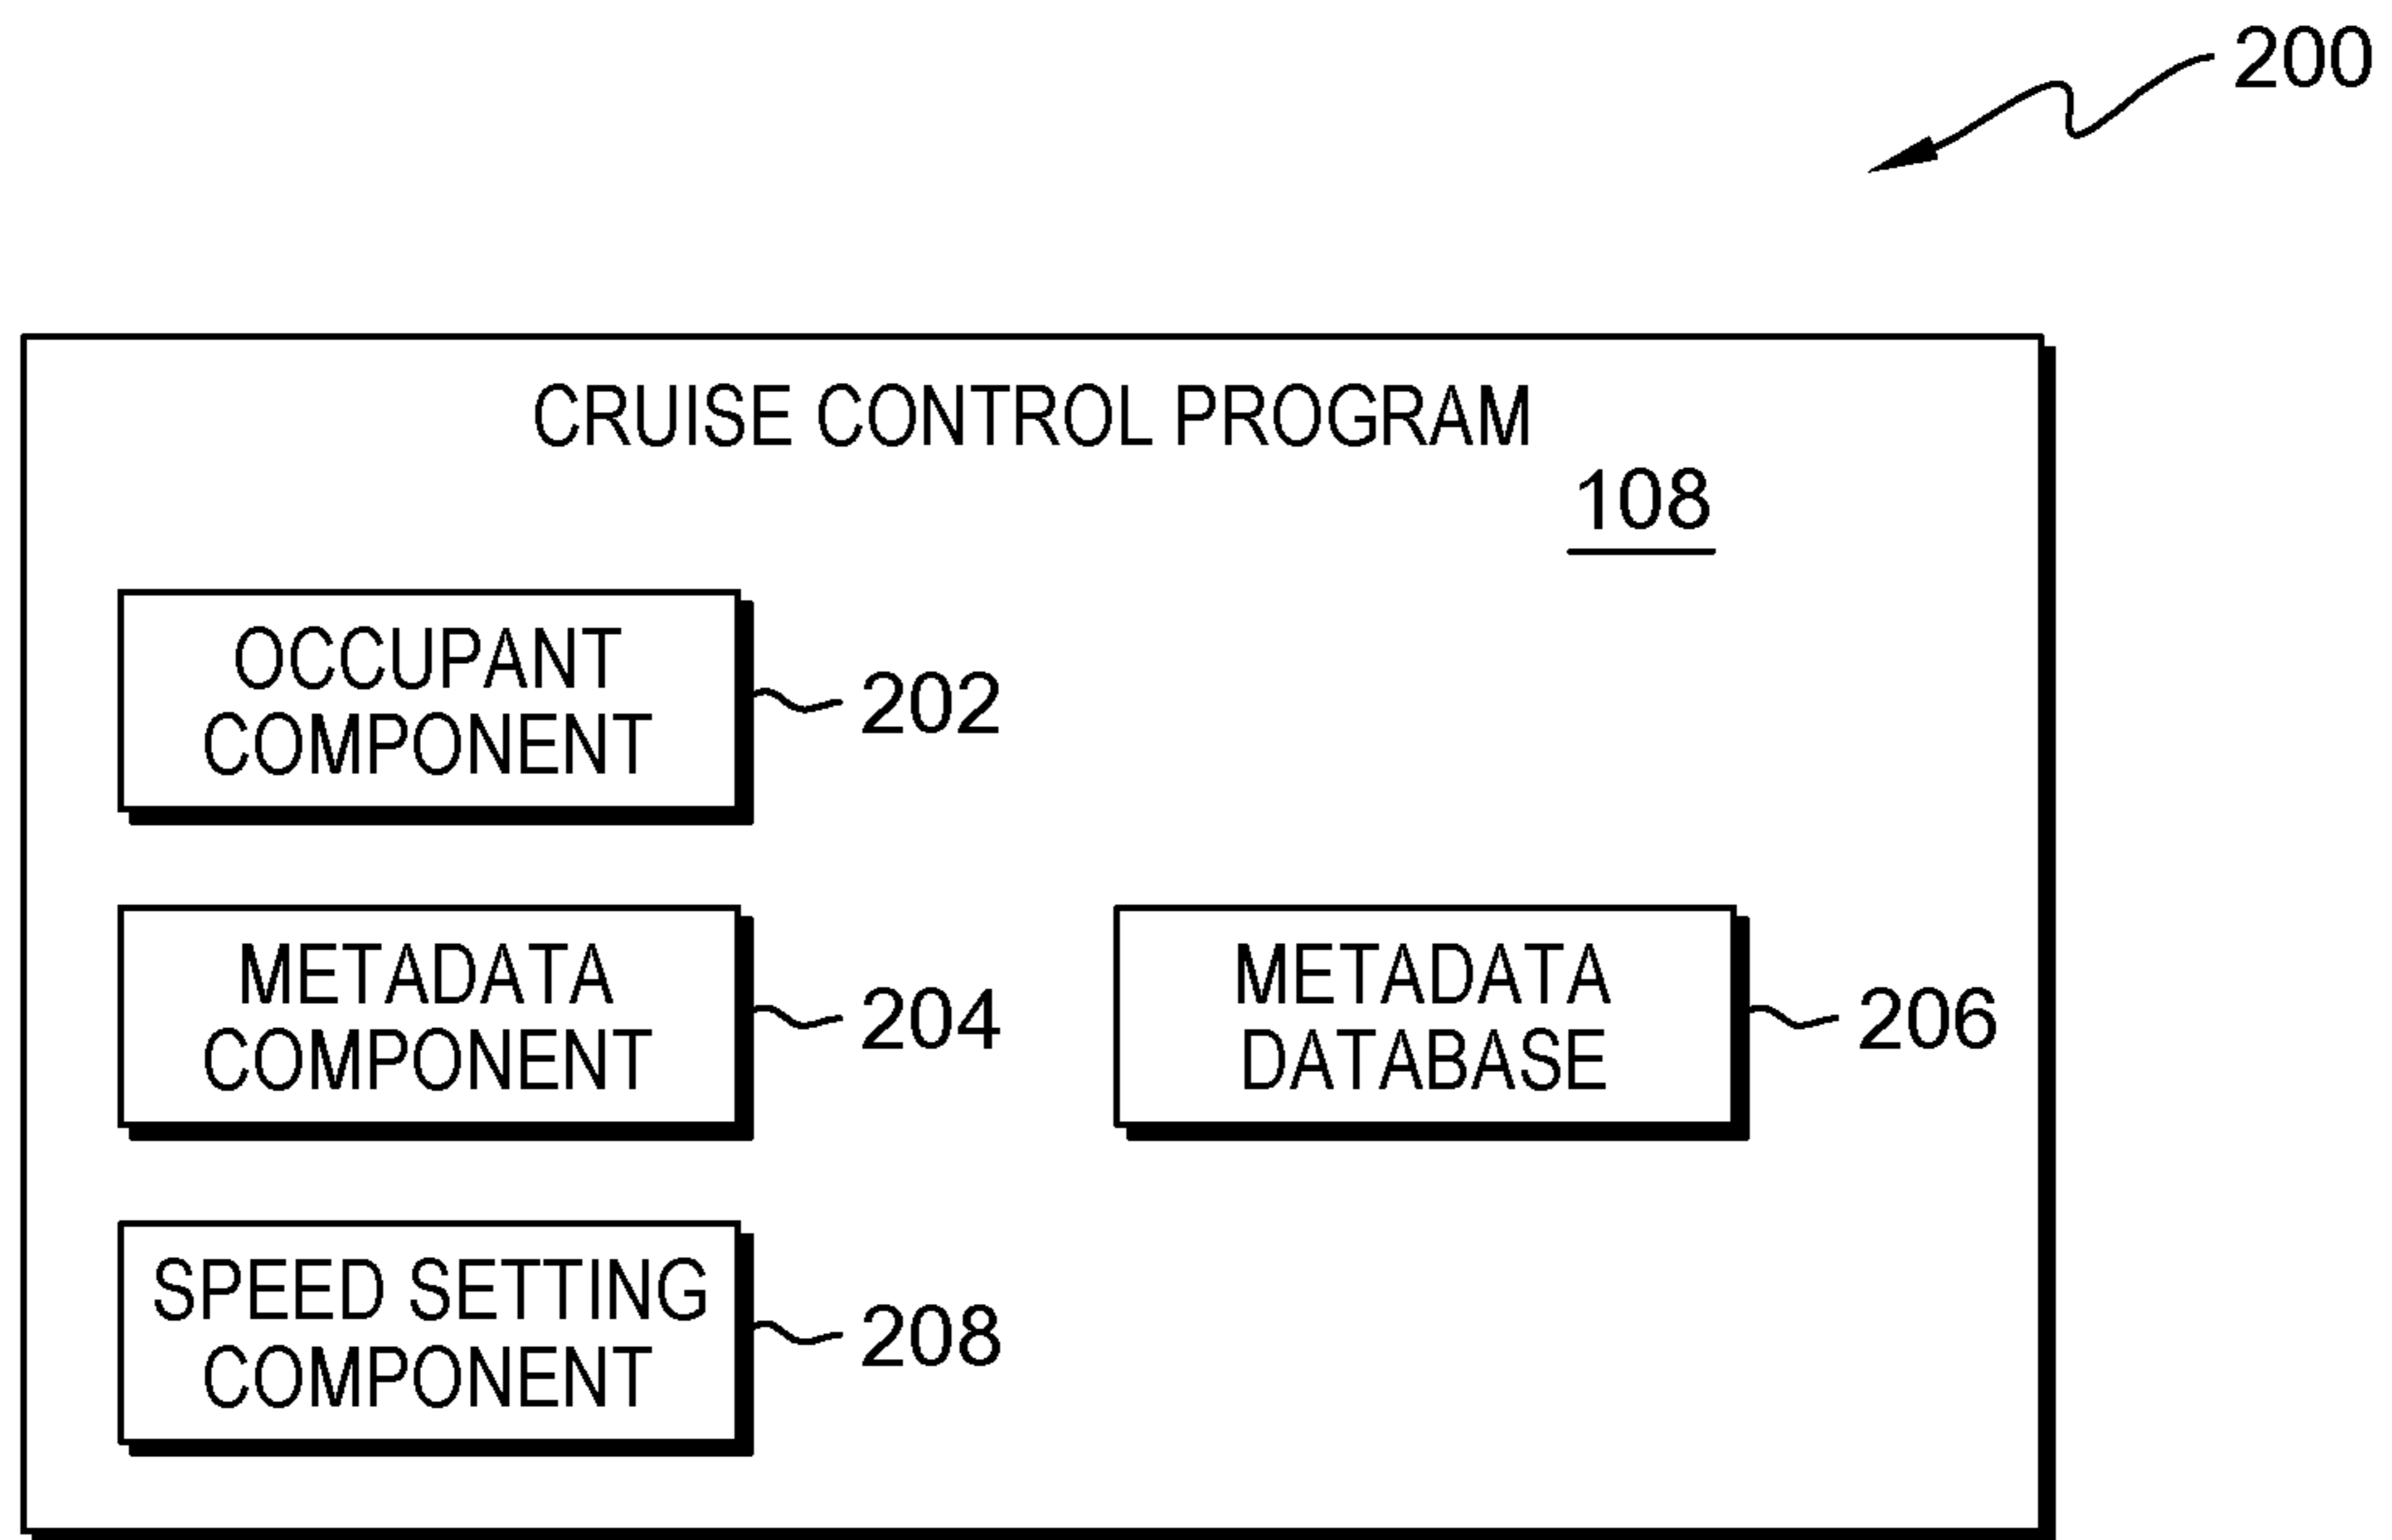 200
CRUISE CONTROL PROGRAM
108
OCCUPANT
COMPONENT
202
METADATA
COMPONENT
204
METADATA
DATABASE
206
SPEED SETTING
COMPONENT
208